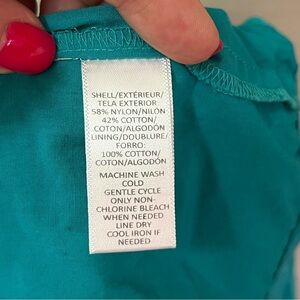 SHELL/EXTÉRIEUR/
TELA EXTERIOR
58% NYLON/NILÓN
42% COTTON/
COTON/ALGODÓN
LINING/DOUBLURE/
FORRO:
100% COTTON/
COTON/ALGODÓN
MACHINE WASH
COLD
GENTLE CYCLE
ONLY NON-
CHLORINE BLEACH
WHEN NEEDED
LINE DRY
COOL IRON IF
NEEDED